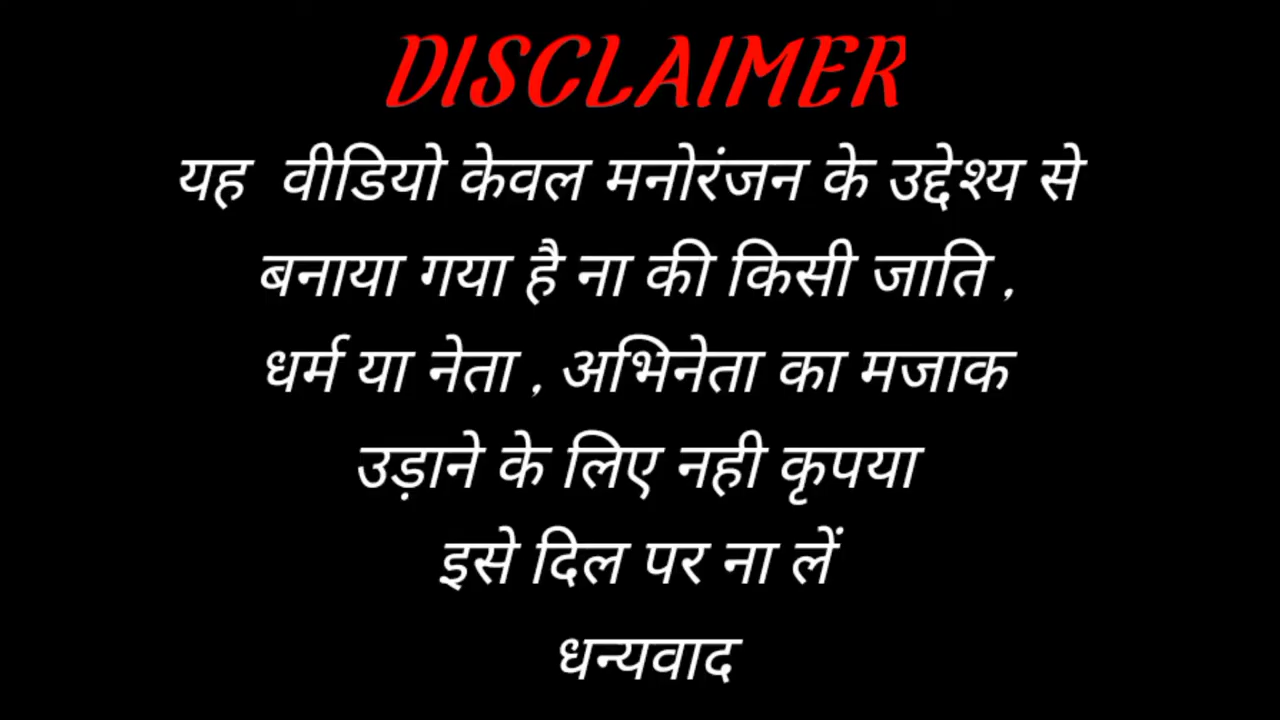 DISCLAIMER
यह वीडियो केवल मनोरंजन के उद्देश्य से
बनाया गया है ना की किसी जाति ,
धर्म या नेता , अभिनेता का मजाक
उड़ाने के लिए नही कृपया
इसे दिल पर ना लें
धन्यवाद